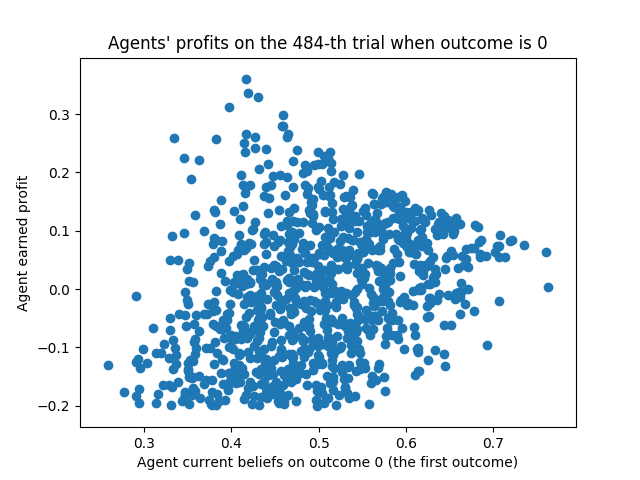 Agents' profits on the 484-th trial when outcome is 0
0.3
0.2
0.1
0.0
−0.1
−0.2
Agent earned profit
0.3 0.4 0.5 0.6 0.7
Agent current beliefs on outcome 0 (the first outcome)